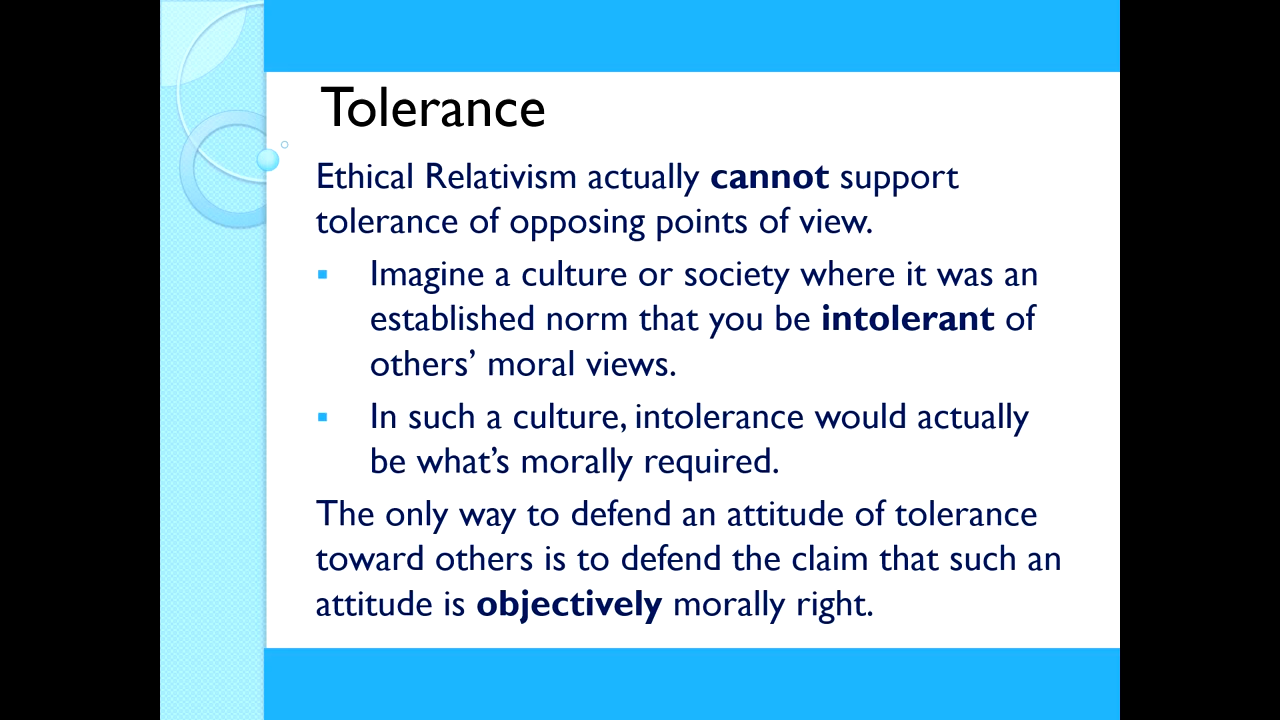 Tolerance
Ethical Relativism actually cannot support
tolerance of opposing points of view.
▪ Imagine a culture or society where it was an
established norm that you be intolerant of
others’ moral views.
▪ In such a culture, intolerance would actually
be what’s morally required.
The only way to defend an attitude of tolerance
toward others is to defend the claim that such an
attitude is objectively morally right.